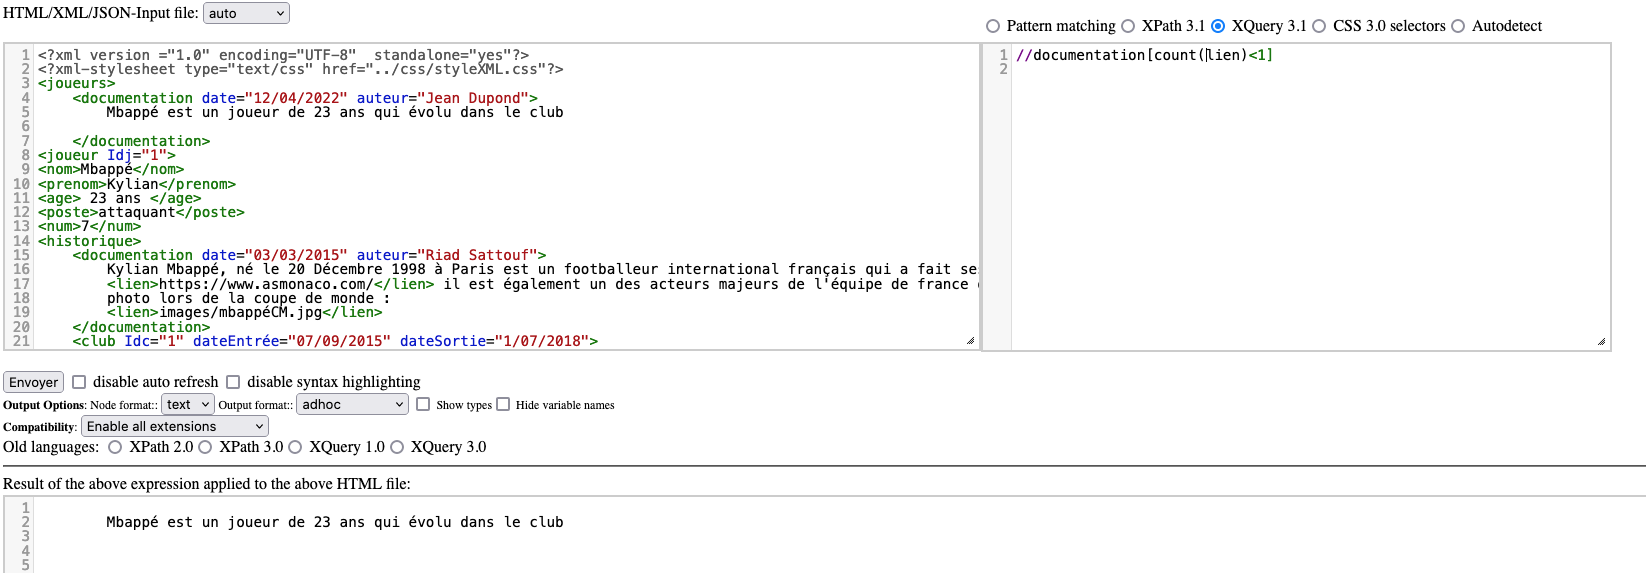 HTML/XML/JSON-Input file: auto
Pattern matching XPath 3.1 XQuery 3.1 CSS 3.0 selectors Autodetect
1 <?xml version ="1.0" encoding="UTF-8"  standalone="yes"?>
2 <?xml-stylesheet type="text/css" href="../css/styleXML.css"?>
3 <joueurs>
4     <documentation date="12/04/2022" auteur="Jean Dupond">
5         Mbappé est un joueur de 23 ans qui évolu dans le club
6
7     </documentation>
8 <joueur Idj="1">
9 <nom>Mbappé</nom>
10 <prenom>Kylian</prenom>
11 <age> 23 ans </age>
12 <poste>attaquant</poste>
13 <num>7</num>
14 <historique>
15     <documentation date="03/03/2015" auteur="Riad Sattouf">
16         Kylian Mbappé, né le 20 Décembre 1998 à Paris est un footballeur international français qui a fait se
17         <lien>https://www.asmonaco.com/</lien> il est également un des acteurs majeurs de l'équipe de france
18         photo lors de la coupe de monde :
19         <lien>images/mbappéCM.jpg</lien>
20     </documentation>
21     <club Idc="1" dateEntrée="07/09/2015" dateSortie="1/07/2018">
1 //documentation[count(lien)<1]
2
Envoyer disable auto refresh disable syntax highlighting
Output Options: Node format:: text Output format:: adhoc Show types Hide variable names
Compatibility: Enable all extensions
Old languages: XPath 2.0 XPath 3.0 XQuery 1.0 XQuery 3.0
Result of the above expression applied to the above HTML file:
1
2         Mbappé est un joueur de 23 ans qui évolu dans le club
3
4
5